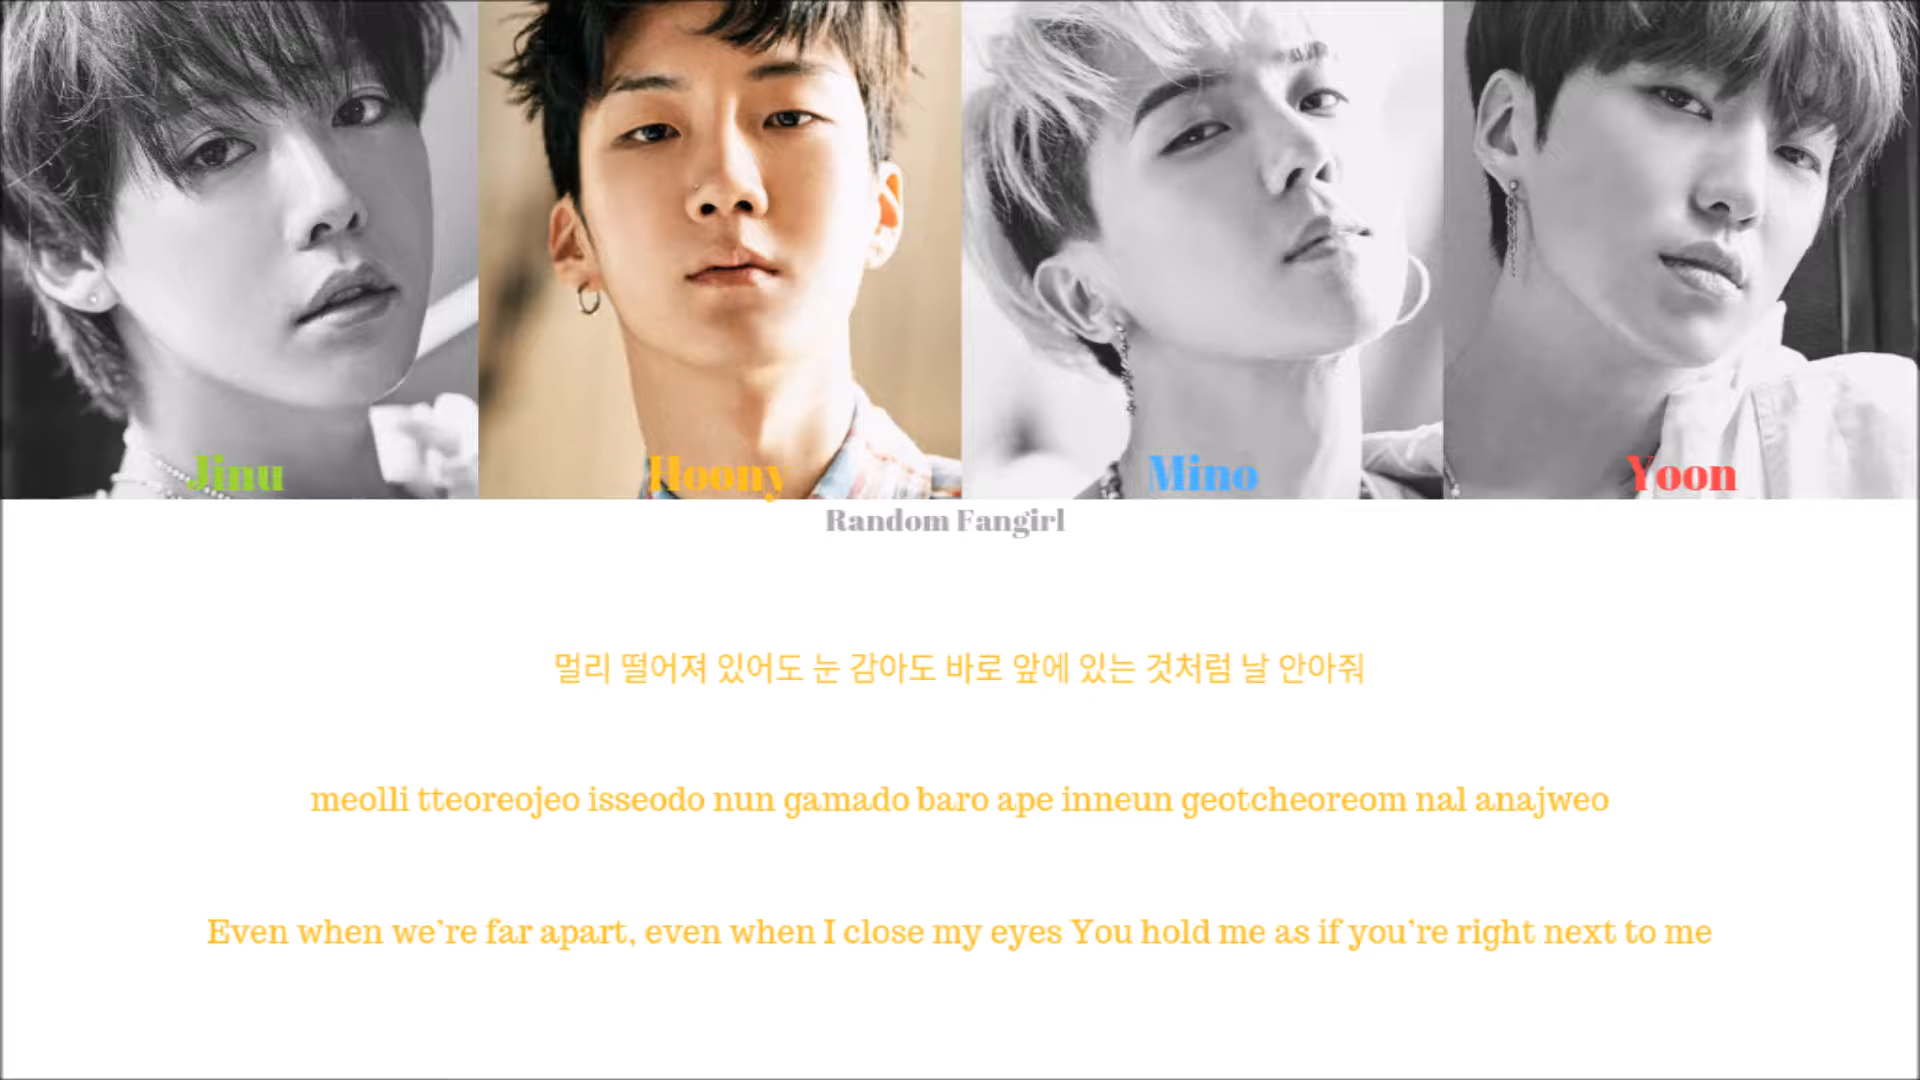 Jinu
Hoony
Mino
Yoon
Random Fangirl
멀리 떨어져 있어도 눈 감아도 바로 앞에 있는 것처럼 날 안아줘
meolli tteoreojeo isseodo nun gamado baro ape inneun geotcheoreom nal anajweo
Even when we're far apart, even when I close my eyes You hold me as if you're right next to me